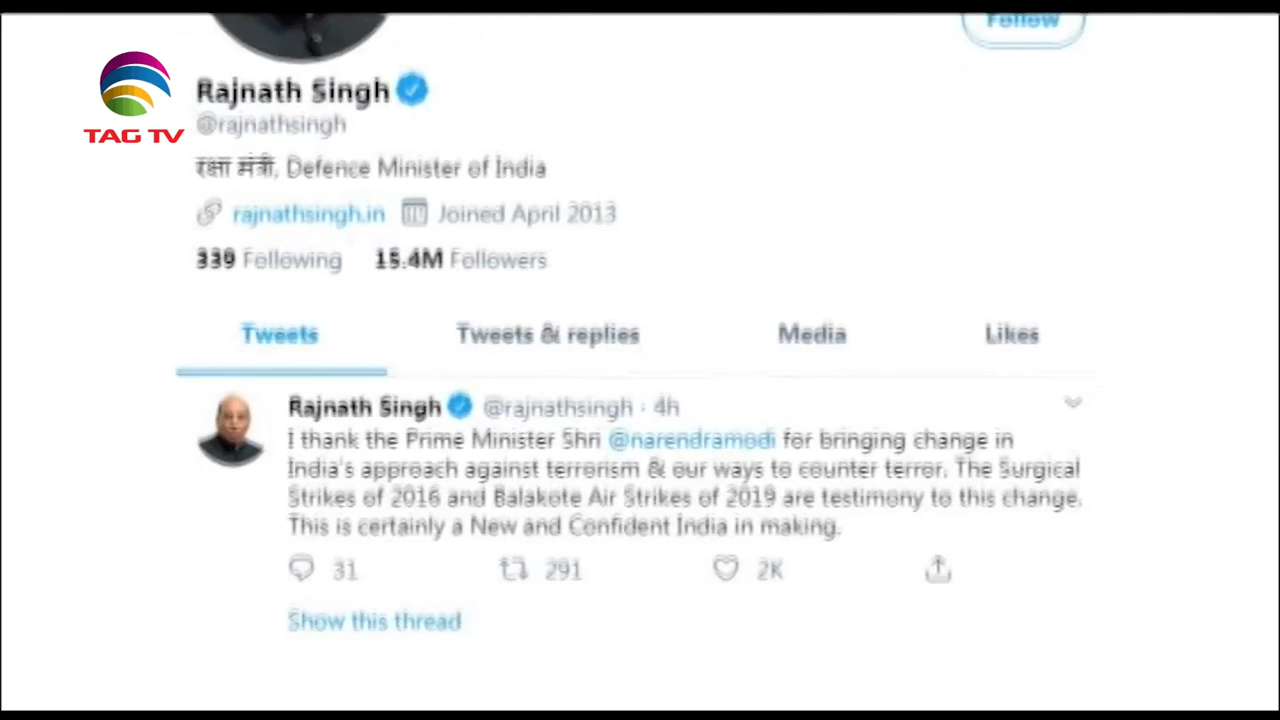 Follow
TAG TV
Rajnath Singh
@rajnathsingh
रक्षा मंत्री, Defence Minister of India
rajnathsingh.in Joined April 2013
339 Following 15.4M Followers
Tweets Tweets & replies Media Likes
Rajnath Singh @rajnathsingh · 4h
I thank the Prime Minister Shri @narendramodi for bringing change in
India's approach against terrorism & our ways to counter terror. The Surgical
Strikes of 2016 and Balakote Air Strikes of 2019 are testimony to this change.
This is certainly a New and Confident India in making.
31 291 2K
Show this thread